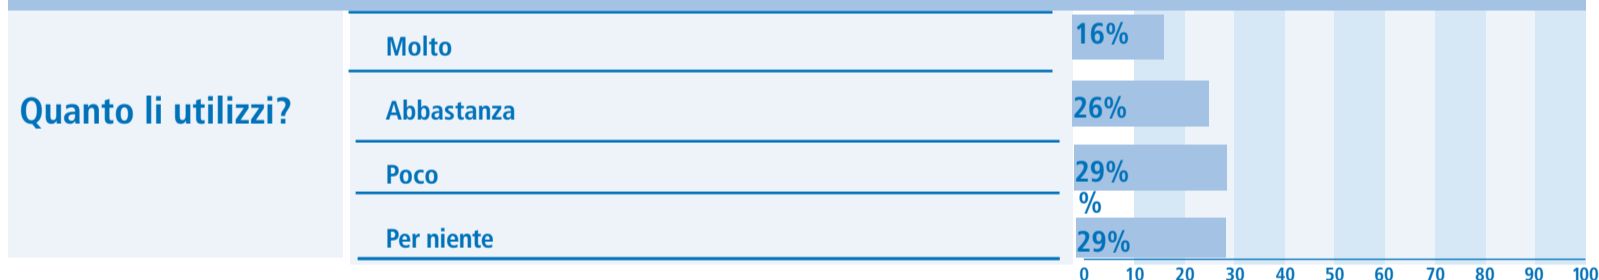 Molto 16%
Quanto li utilizzi? Abbastanza 26%
Poco 29%
%
Per niente 29%
0 10 20 30 40 50 60 70 80 90 100